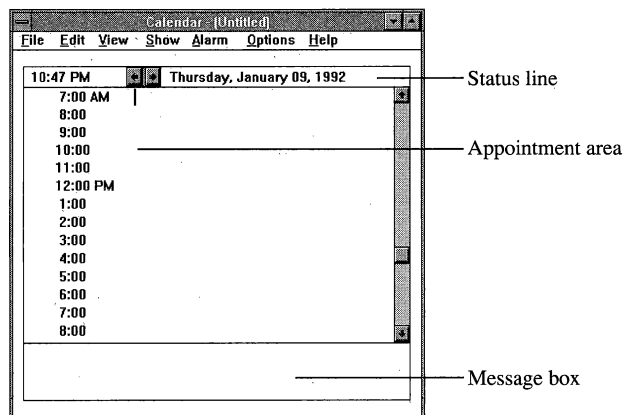 Calendar - [Untitled]
File Edit View Show Alarm Options Help
10:47 PM Thursday, January 09, 1992
Status line
7:00 AM
8:00
9:00
10:00
Appointment area
11:00
12:00 PM
1:00
2:00
3:00
4:00
5:00
6:00
7:00
8:00
Message box